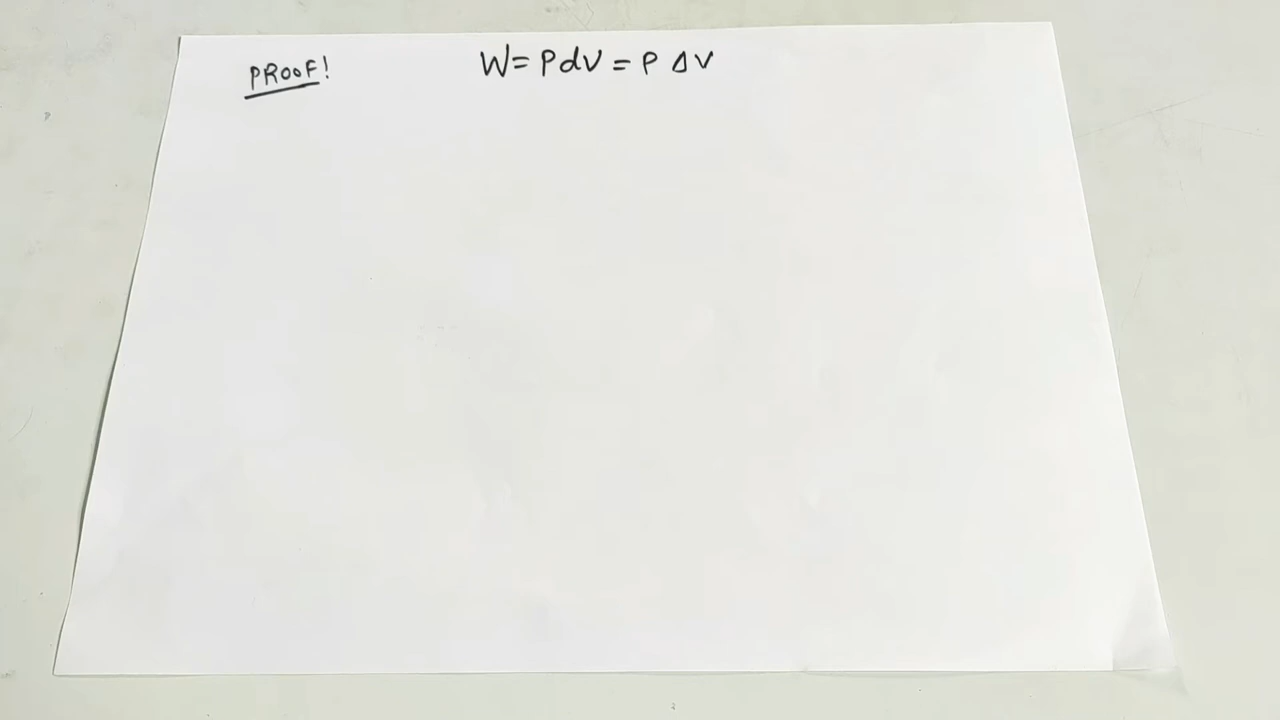 PROOF!
W = PdV = P ΔV